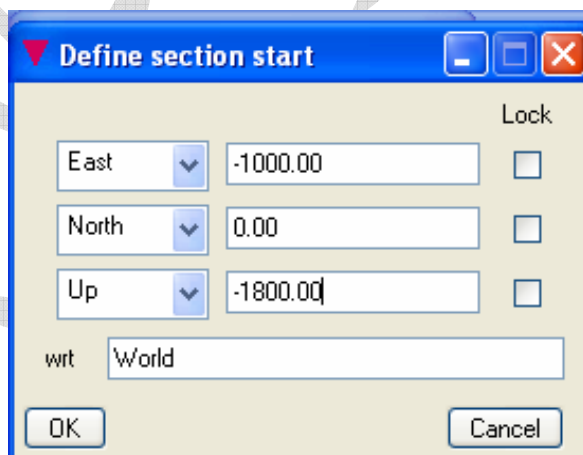 Define section start
Lock
East -1000.00
North 0.00
Up -1800.00
wrt World
OK Cancel